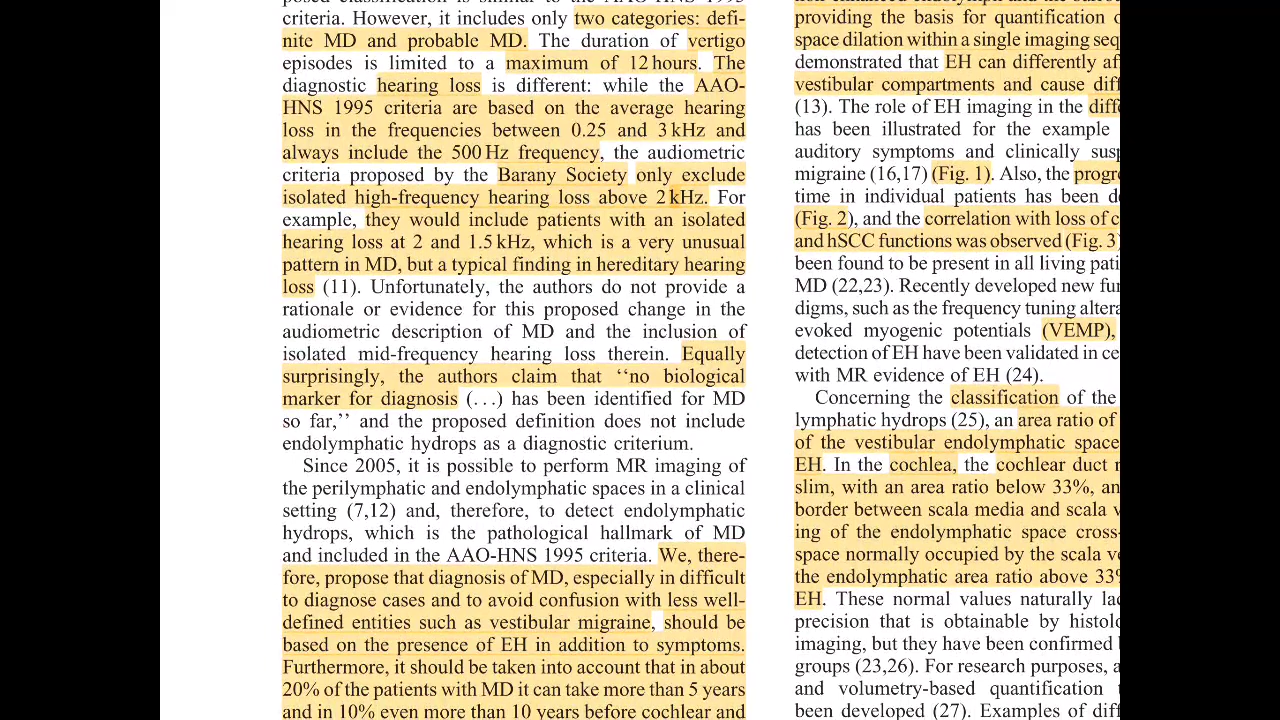 criteria. However, it includes only two categories: defi-
nite MD and probable MD. The duration of vertigo
episodes is limited to a maximum of 12 hours. The
diagnostic hearing loss is different: while the AAO-
HNS 1995 criteria are based on the average hearing
loss in the frequencies between 0.25 and 3 kHz and
always include the 500 Hz frequency, the audiometric
criteria proposed by the Barany Society only exclude
isolated high-frequency hearing loss above 2 kHz. For
example, they would include patients with an isolated
hearing loss at 2 and 1.5 kHz, which is a very unusual
pattern in MD, but a typical finding in hereditary hearing
loss (11). Unfortunately, the authors do not provide a
rationale or evidence for this proposed change in the
audiometric description of MD and the inclusion of
isolated mid-frequency hearing loss therein. Equally
surprisingly, the authors claim that ‘‘no biological
marker for diagnosis (...) has been identified for MD
so far,’’ and the proposed definition does not include
endolymphatic hydrops as a diagnostic criterium.
Since 2005, it is possible to perform MR imaging of
the perilymphatic and endolymphatic spaces in a clinical
setting (7,12) and, therefore, to detect endolymphatic
hydrops, which is the pathological hallmark of MD
and included in the AAO-HNS 1995 criteria. We, there-
fore, propose that diagnosis of MD, especially in difficult
to diagnose cases and to avoid confusion with less well-
defined entities such as vestibular migraine, should be
based on the presence of EH in addition to symptoms.
Furthermore, it should be taken into account that in about
20% of the patients with MD it can take more than 5 years
and in 10% even more than 10 years before cochlear and
providing the basis for quantification
space dilation within a single imaging
demonstrated that EH can differently
vestibular compartments and cause
(13). The role of EH imaging in the
has been illustrated for the example
auditory symptoms and clinically
migraine (16,17) (Fig. 1). Also, the
time in individual patients has been
(Fig. 2), and the correlation with loss of
and hSCC functions was observed (Fig. 3)
been found to be present in all living
MD (22,23). Recently developed new
digms, such as the frequency tuning
evoked myogenic potentials (VEMP),
detection of EH have been validated in
with MR evidence of EH (24).
Concerning the classification of the
lymphatic hydrops (25), an area ratio of
of the vestibular endolymphatic space
EH. In the cochlea, the cochlear duct
slim, with an area ratio below 33%,
border between scala media and scala
ing of the endolymphatic space cross-
space normally occupied by the scala
the endolymphatic area ratio above 33%
EH. These normal values naturally
precision that is obtainable by
imaging, but they have been confirmed
groups (23,26). For research purposes,
and volumetry-based quantification
been developed (27). Examples of